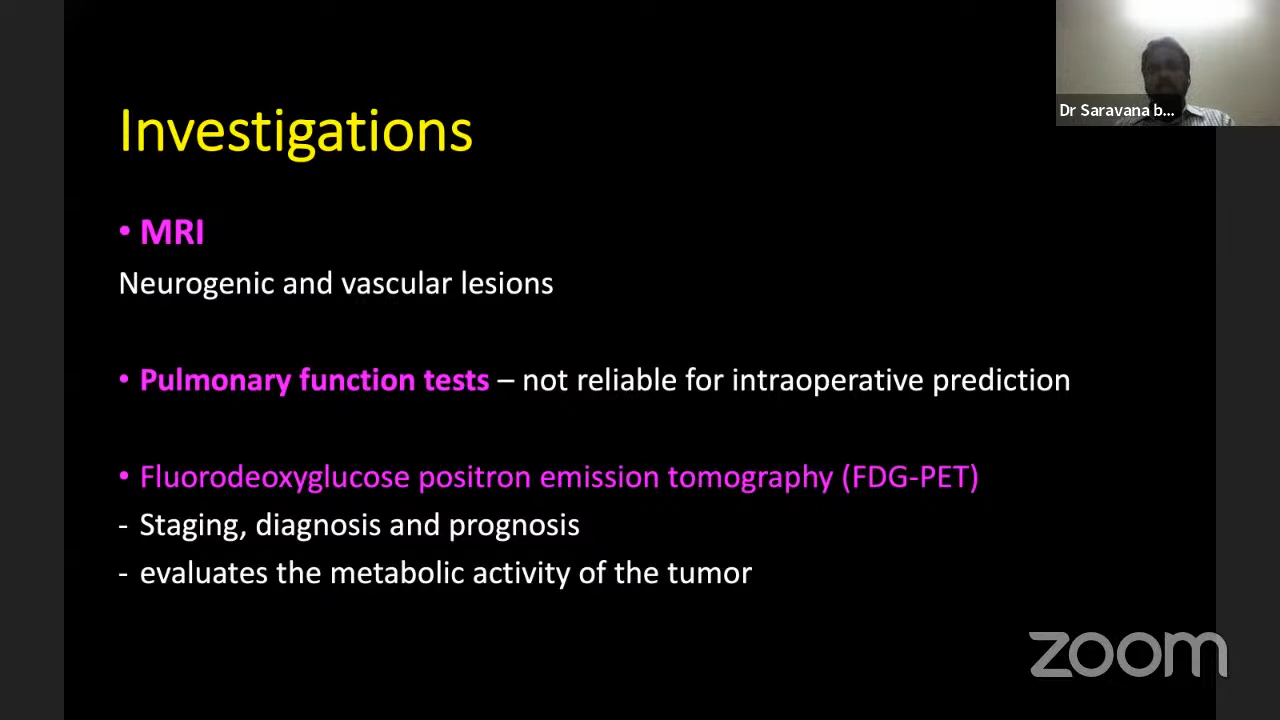 Dr Saravana b...
Investigations
• MRI
Neurogenic and vascular lesions
• Pulmonary function tests – not reliable for intraoperative prediction
• Fluorodeoxyglucose positron emission tomography (FDG-PET)
- Staging, diagnosis and prognosis
- evaluates the metabolic activity of the tumor
zoom